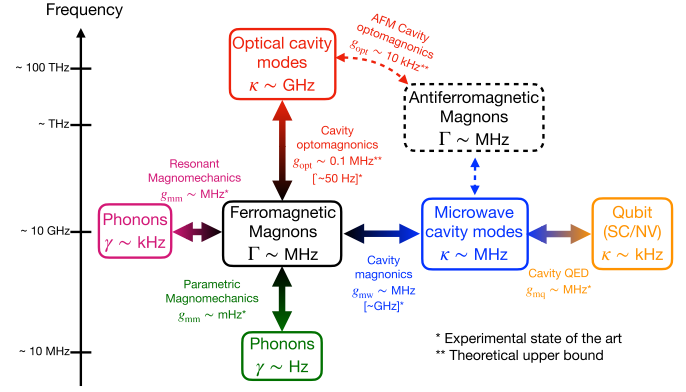 Frequency
~ 100 THz
~ THz
~ 10 GHz
~ 10 MHz
Optical cavity
modes
κ ∼ GHz
AFM Cavity
optomagnonics
g_opt ∼ 10 kHz**
Antiferromagnetic
Magnons
Γ ∼ MHz
Cavity
optomagnonics
g_opt ∼ 0.1 MHz**
[~50 Hz]*
Resonant
Magnomechanics
g_mm ∼ MHz*
Phonons
γ ∼ kHz
Ferromagnetic
Magnons
Γ ∼ MHz
Microwave
cavity modes
κ ∼ MHz
Qubit
(SC/NV)
κ ∼ kHz
Cavity
magnonics
g_mw ∼ MHz
[~GHz]*
Cavity QED
g_mq ∼ MHz*
Parametric
Magnomechanics
g_mm ∼ mHz*
Phonons
γ ∼ Hz
* Experimental state of the art
** Theoretical upper bound